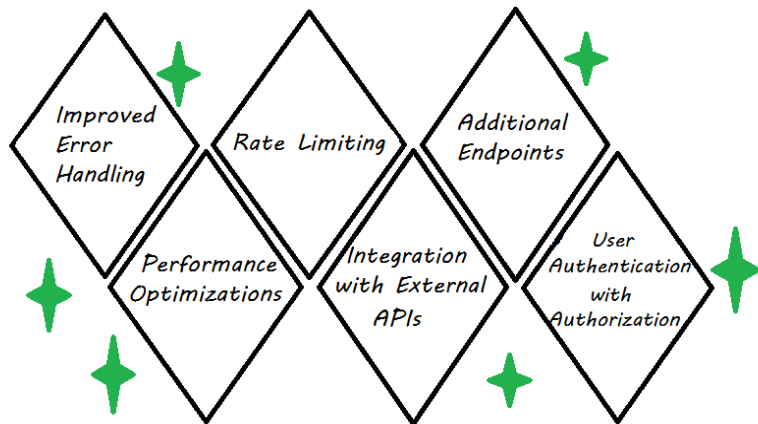 Improved
Error
Handling
Rate Limiting
Additional
Endpoints
Performance
Optimizations
Integration
with External
APIs
User
Authentication
with
Authorization